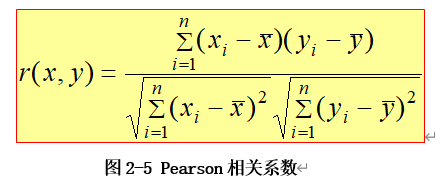 r(x, y) = \frac{\sum_{i=1}^{n}(x_i - \bar{x})(y_i - \bar{y})}{\sqrt{\sum_{i=1}^{n}(x_i - \bar{x})^2}\sqrt{\sum_{i=1}^{n}(y_i - \bar{y})^2}}
图 2-5 Pearson 相关系数